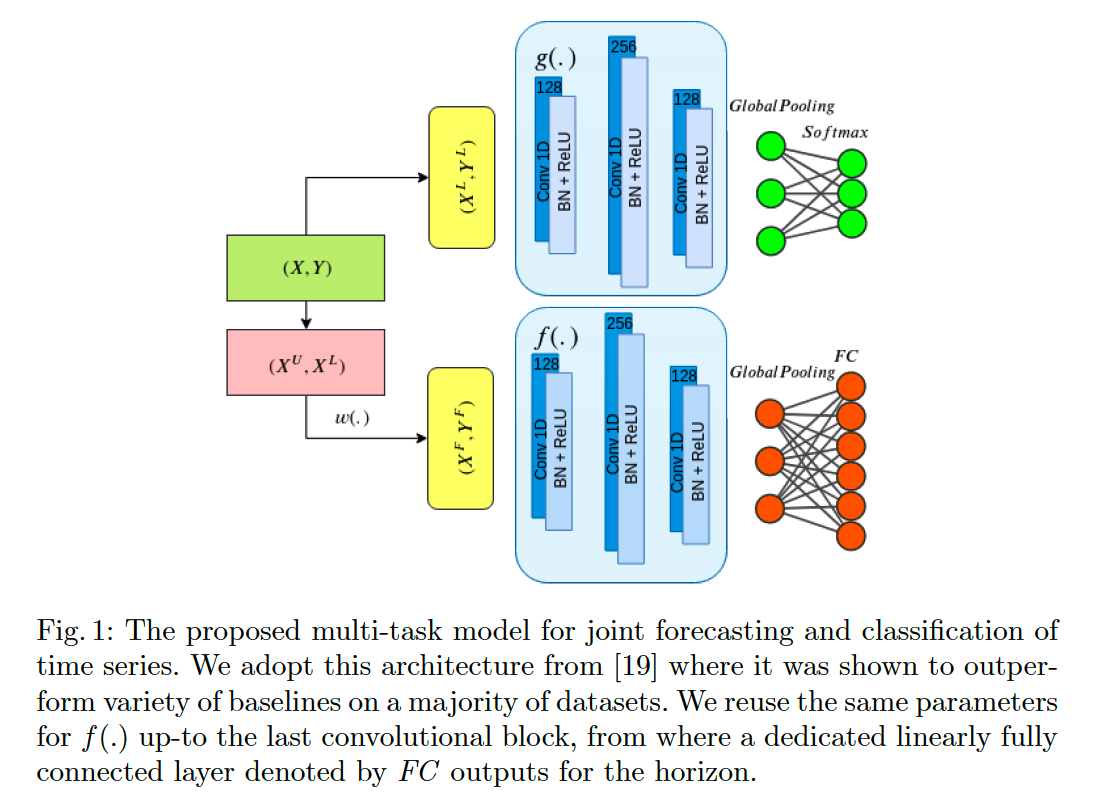 g(.)
128
Conv 1D
BN + ReLU
256
Conv 1D
BN + ReLU
128
Conv 1D
BN + ReLU
Global Pooling
Softmax
(X^L, Y^L)
(X, Y)
(X^U, X^L)
w(.)
(X^F, Y^F)
f(.)
128
Conv 1D
BN + ReLU
256
Conv 1D
BN + ReLU
128
Conv 1D
BN + ReLU
Global Pooling
FC
Fig. 1: The proposed multi-task model for joint forecasting and classification of
time series. We adopt this architecture from [19] where it was shown to outper-
form variety of baselines on a majority of datasets. We reuse the same parameters
for f(.) up-to the last convolutional block, from where a dedicated linearly fully
connected layer denoted by FC outputs for the horizon.